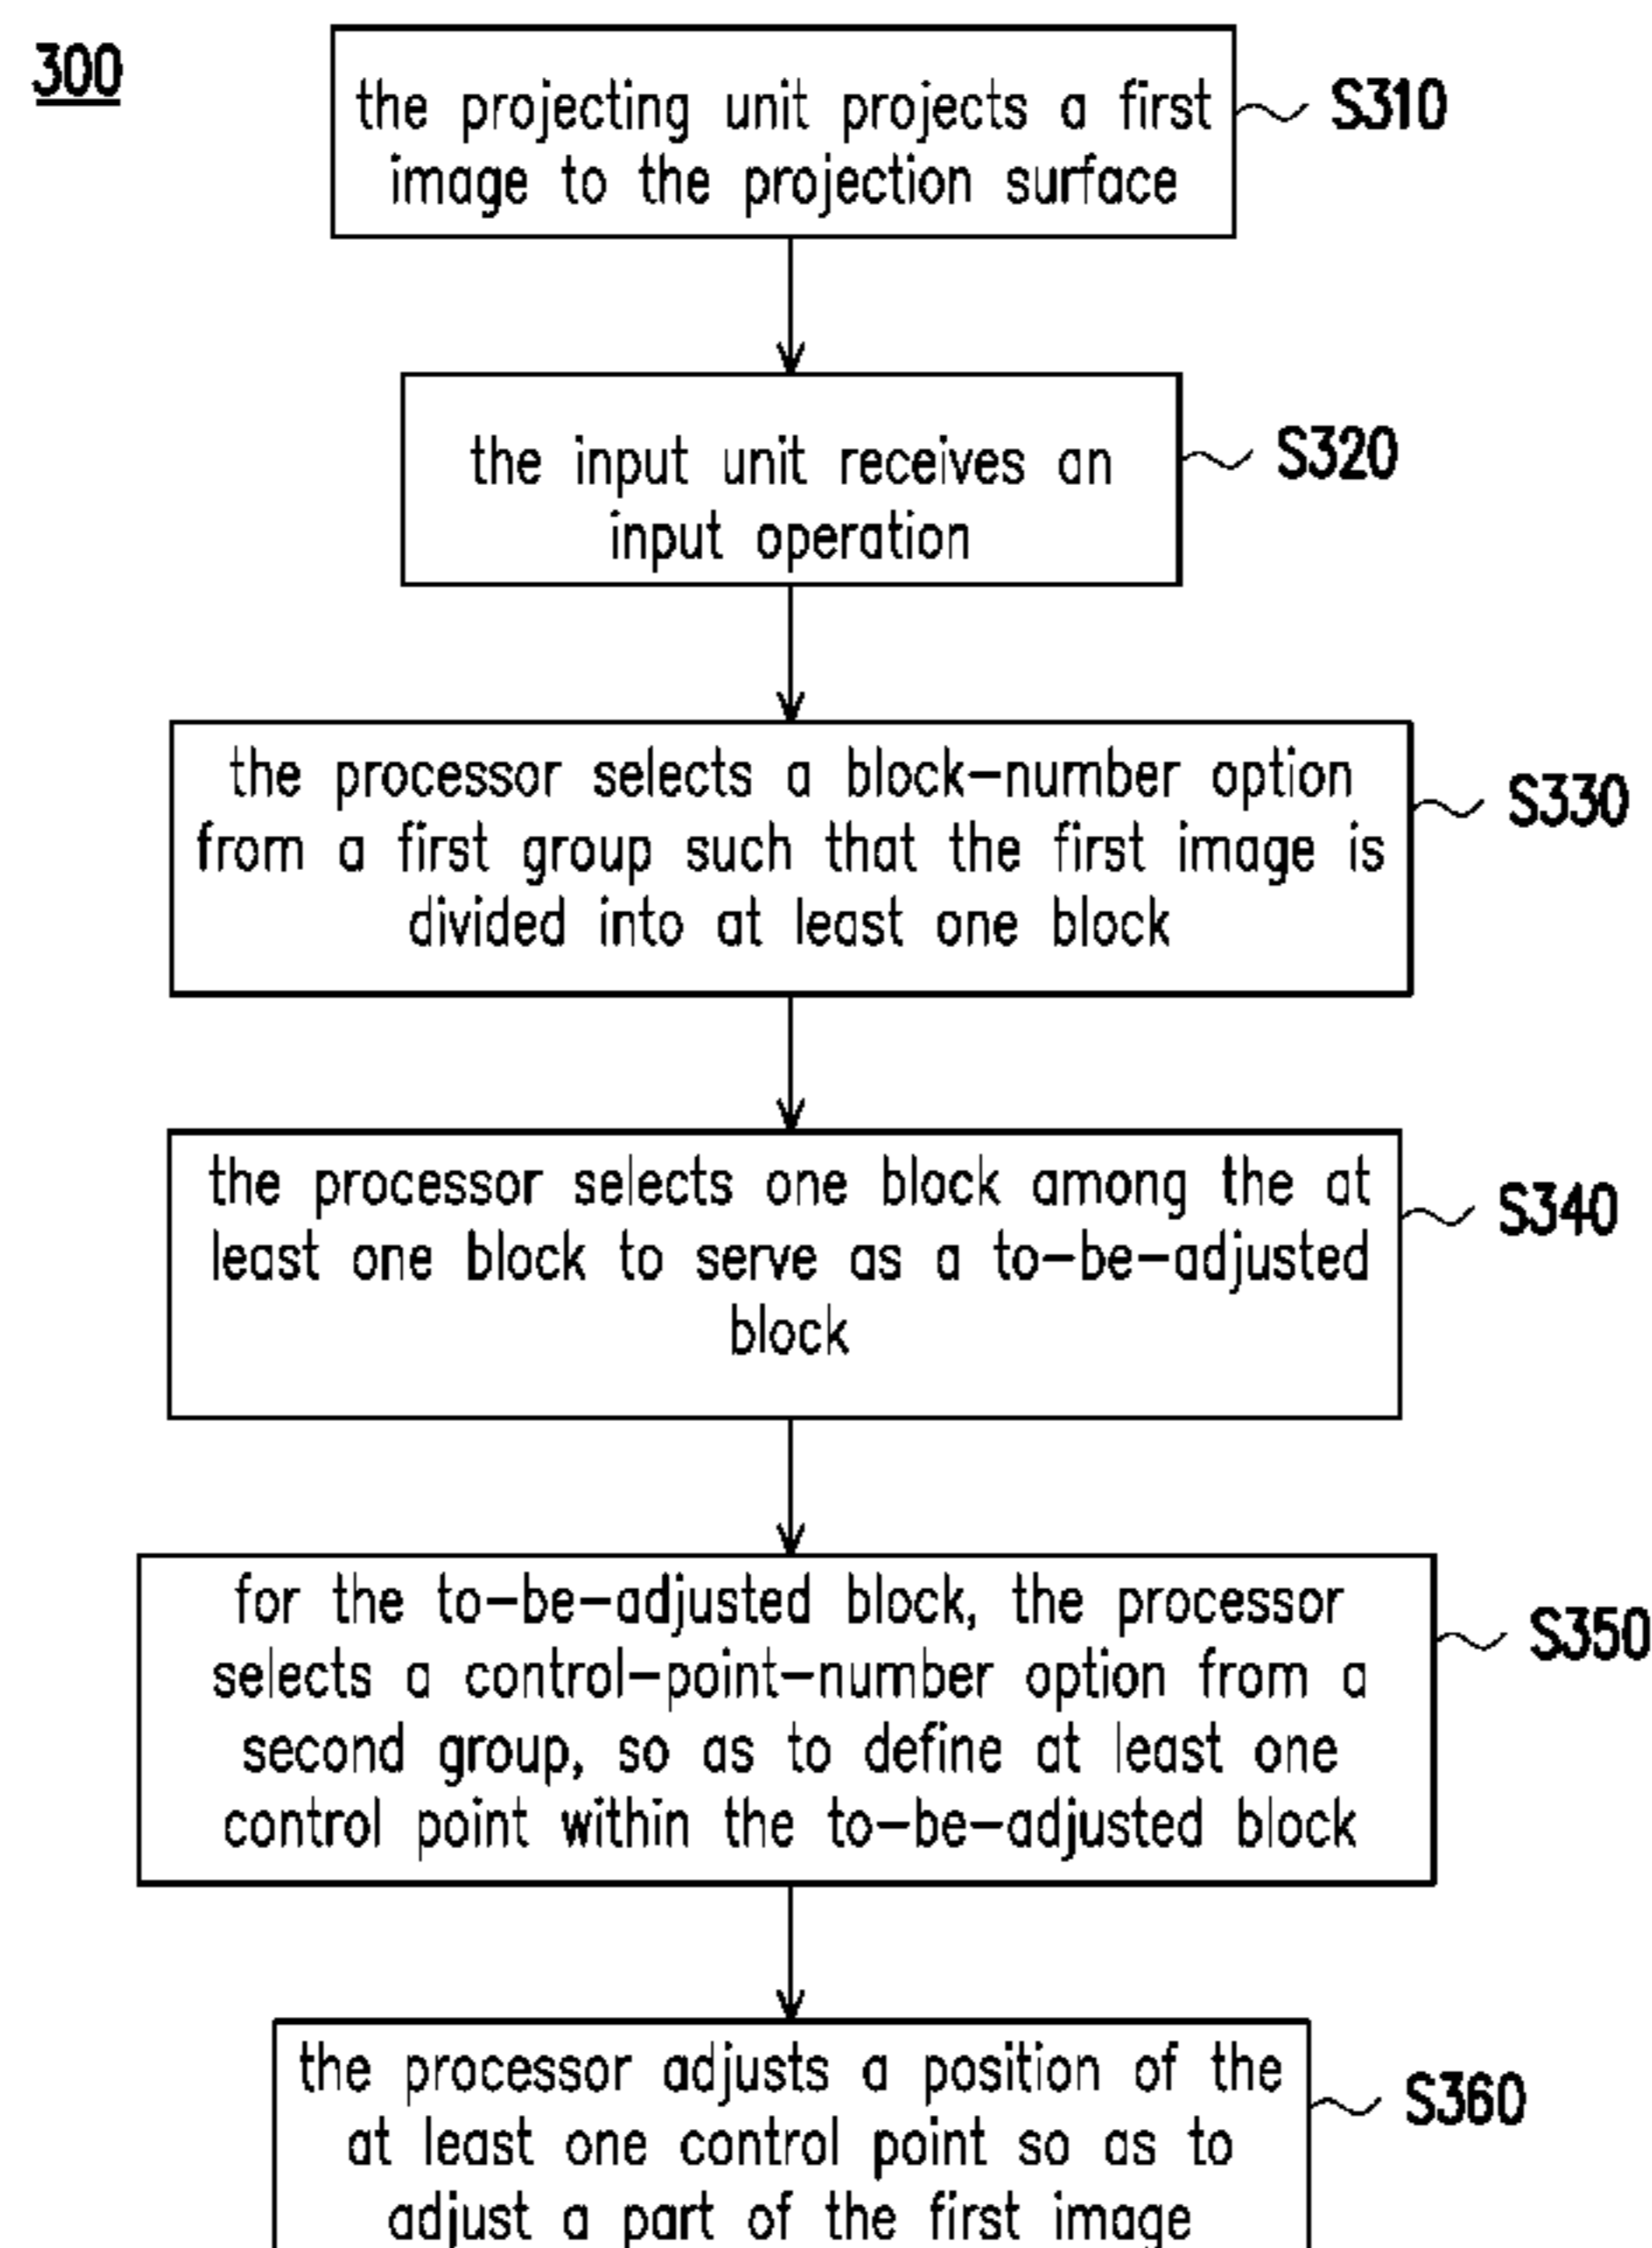 300
the projecting unit projects a first
image to the projection surface
S310
the input unit receives an
input operation
S320
the processor selects a block-number option
from a first group such that the first image is
divided into at least one block
S330
the processor selects one block among the at
least one block to serve as a to-be-adjusted
block
S340
for the to-be-adjusted block, the processor
selects a control-point-number option from a
second group, so as to define at least one
control point within the to-be-adjusted block
S350
the processor adjusts a position of the
at least one control point so as to
adjust a part of the first image
S360